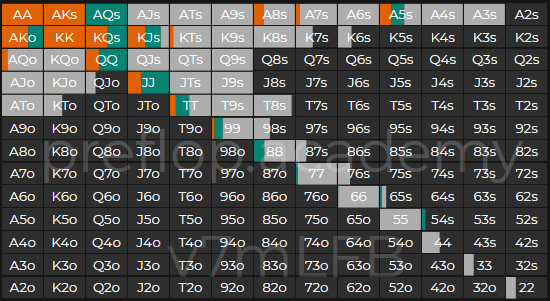 AA AKs AQs AJs ATs A9s A8s A7s A6s A5s A4s A3s A2s
AKo KK KQs KJs KTs K9s K8s K7s K6s K5s K4s K3s K2s
AQo KQo QQ QJs QTs Q9s Q8s Q7s Q6s Q5s Q4s Q3s Q2s
AJo KJo QJo JJ JTs J9s J8s J7s J6s J5s J4s J3s J2s
ATo KTo QTo JTo TT T9s T8s T7s T6s T5s T4s T3s T2s
A9o K9o Q9o J9o T9o 99 98s 97s 96s 95s 94s 93s 92s
A8o K8o Q8o J8o T8o 98o 88 87s 86s 85s 84s 83s 82s
preflop.academy
A7o K7o Q7o J7o T7o 97o 87o 77 76s 75s 74s 73s 72s
A6o K6o Q6o J6o T6o 96o 86o 76o 66 65s 64s 63s 62s
A5o K5o Q5o J5o T5o 95o 85o 75o 65o 55 54s 53s 52s
A4o K4o Q4o J4o T4o 94o 84o 74o 64o 54o 44 43s 42s
v7mLFB
A3o K3o Q3o J3o T3o 93o 83o 73o 63o 53o 43o 33 32s
A2o K2o Q2o J2o T2o 92o 82o 72o 62o 52o 42o 32o 22